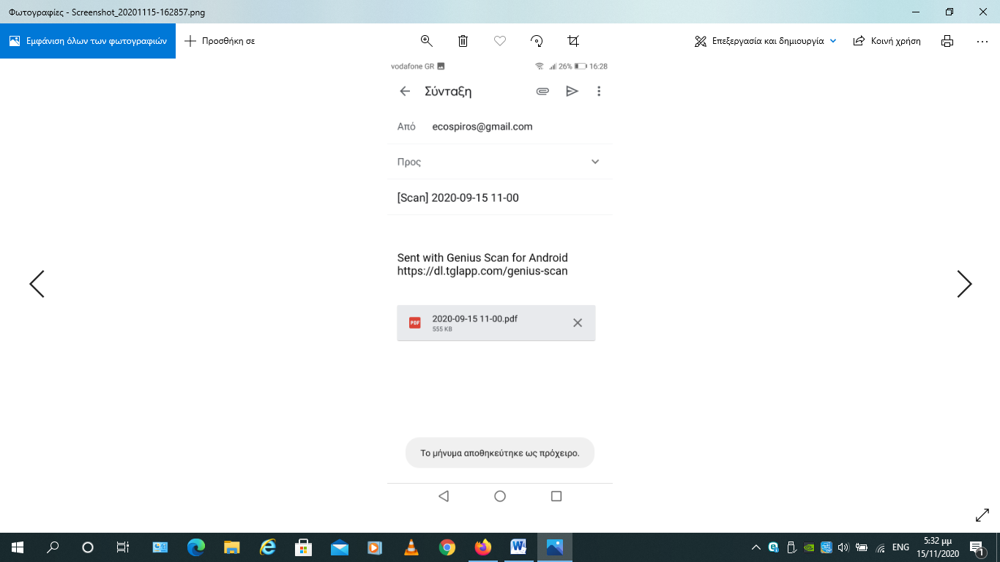 Φωτογραφίες - Screenshot_20201115-162857.png
Εμφάνιση όλων των φωτογραφιών
Προσθήκη σε
Επεξεργασία και δημιουργία
Κοινή χρήση
vodafone GR
26%
16:28
Σύνταξη
Από ecospiros@gmail.com
Προς
[Scan] 2020-09-15 11-00
Sent with Genius Scan for Android
https://dl.tglapp.com/genius-scan
PDF
2020-09-15 11-00.pdf
555 KB
Το μήνυμα αποθηκεύτηκε ως πρόχειρο.
ENG
5:32 μμ
15/11/2020
1